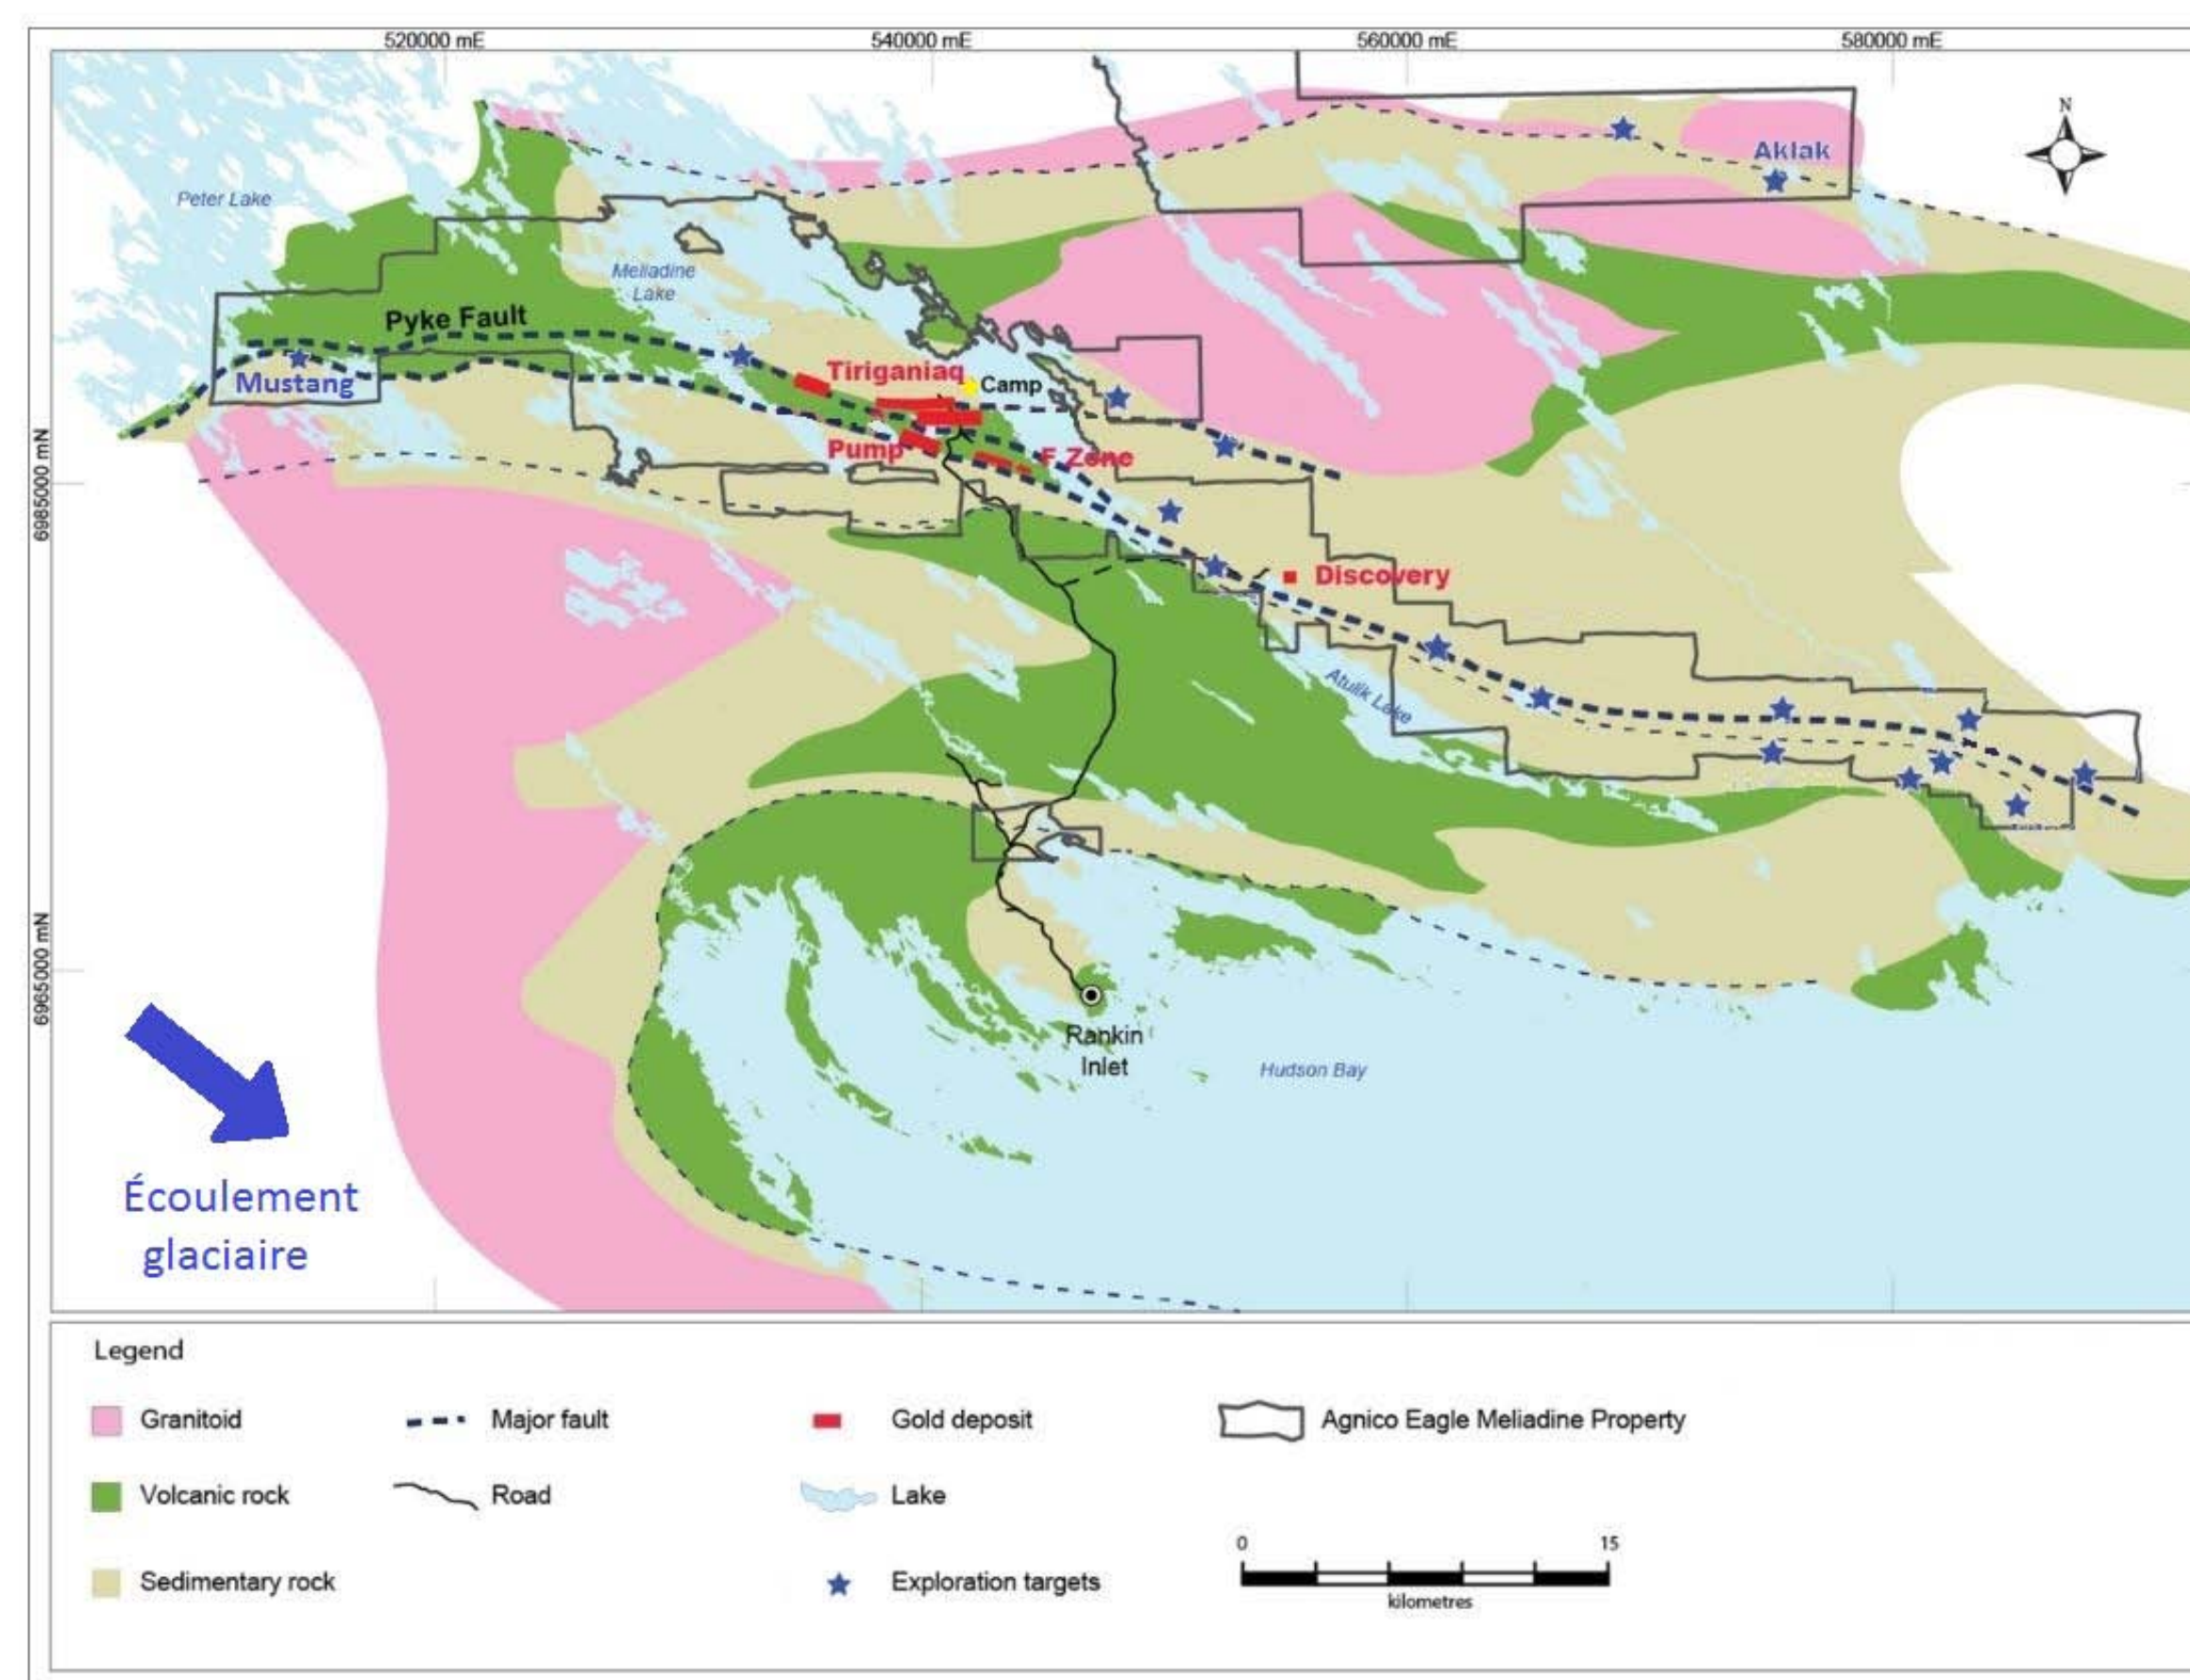 520000 mE
540000 mE
560000 mE
580000 mE
N
Aklak
Peter Lake
Meliadine
Lake
Pyke Fault
Mustang
Tiriganiaq
Camp
Pump
F Zone
6985000 mN
Discovery
Atulik Lake
6965000 mN
Rankin
Inlet
Hudson Bay
Écoulement
glaciaire
Legend
Granitoid
Major fault
Gold deposit
Agnico Eagle Meliadine Property
Volcanic rock
Road
Lake
0
15
kilometres
Sedimentary rock
Exploration targets